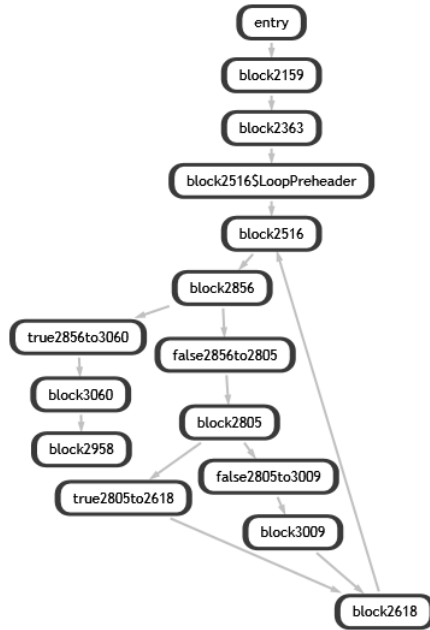 entry
block2159
block2363
block2516$LoopPreheader
block2516
block2856
true2856to3060
false2856to2805
block3060
block2805
block2958
false2805to3009
true2805to2618
block3009
block2618